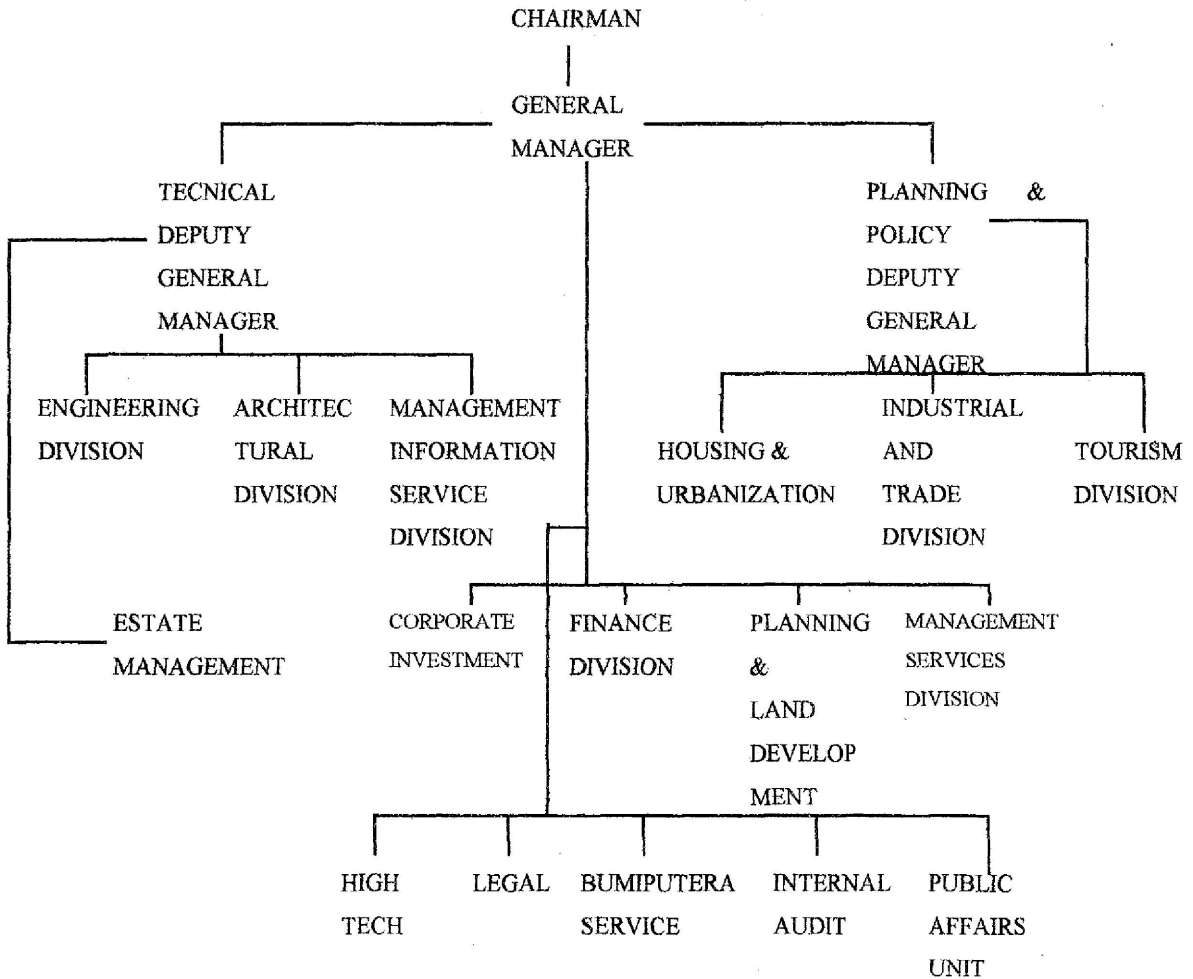 CHAIRMAN
GENERAL
MANAGER
TECNICAL
DEPUTY
GENERAL
MANAGER
PLANNING &
POLICY
DEPUTY
GENERAL
MANAGER
ENGINEERING
DIVISION
ARCHITEC
TURAL
DIVISION
MANAGEMENT
INFORMATION
SERVICE
DIVISION
HOUSING &
URBANIZATION
INDUSTRIAL
AND
TRADE
DIVISION
TOURISM
DIVISION
ESTATE
MANAGEMENT
CORPORATE
INVESTMENT
FINANCE
DIVISION
PLANNING
&
LAND
DEVELOP
MENT
MANAGEMENT
SERVICES
DIVISION
HIGH
TECH
LEGAL
BUMIPUTERA
SERVICE
INTERNAL
AUDIT
PUBLIC
AFFAIRS
UNIT